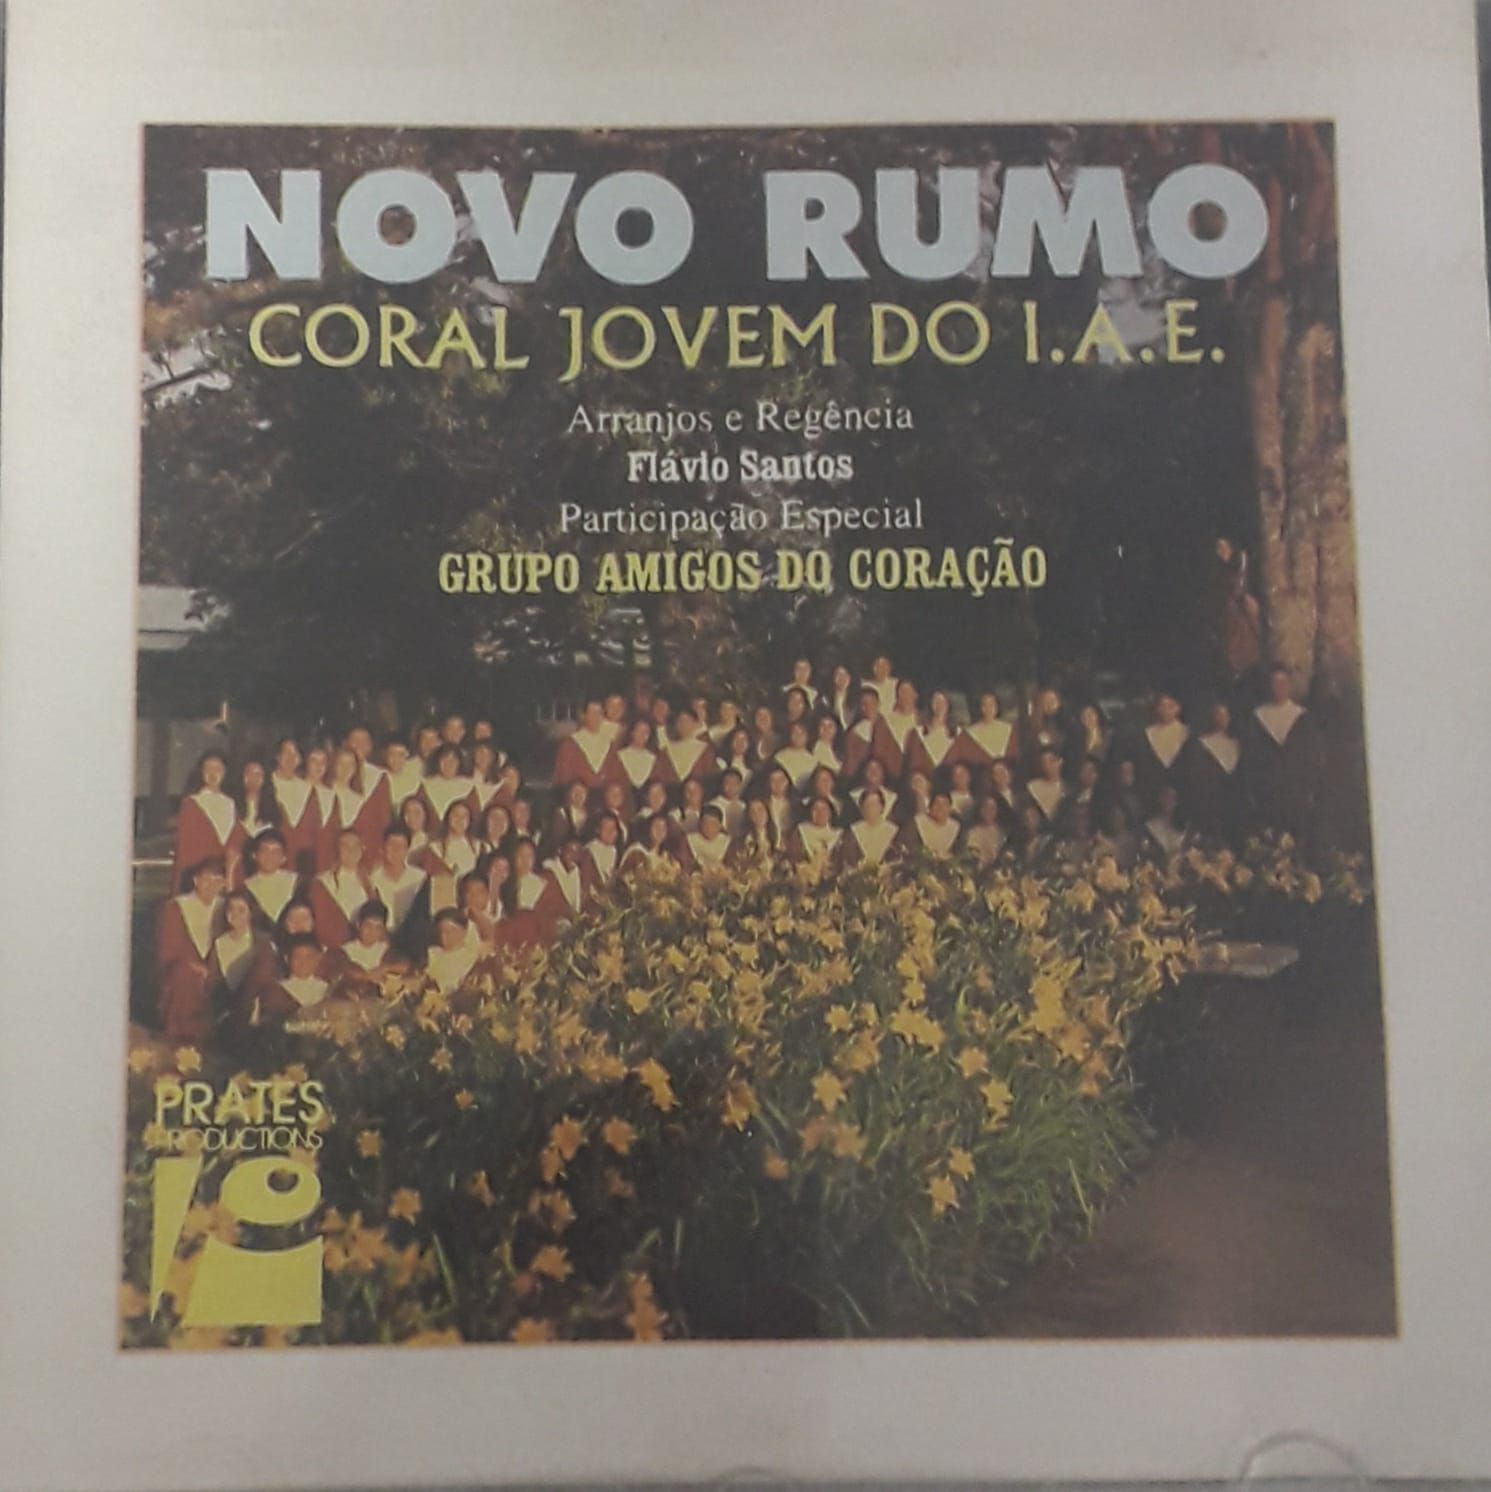 NOVO RUMO
CORAL JOVEM DO I.A.E.
Arranjos e Regência
Flávio Santos
Participação Especial
GRUPO AMIGOS DO CORAÇÃO
PRATES
PRODUCTIONS